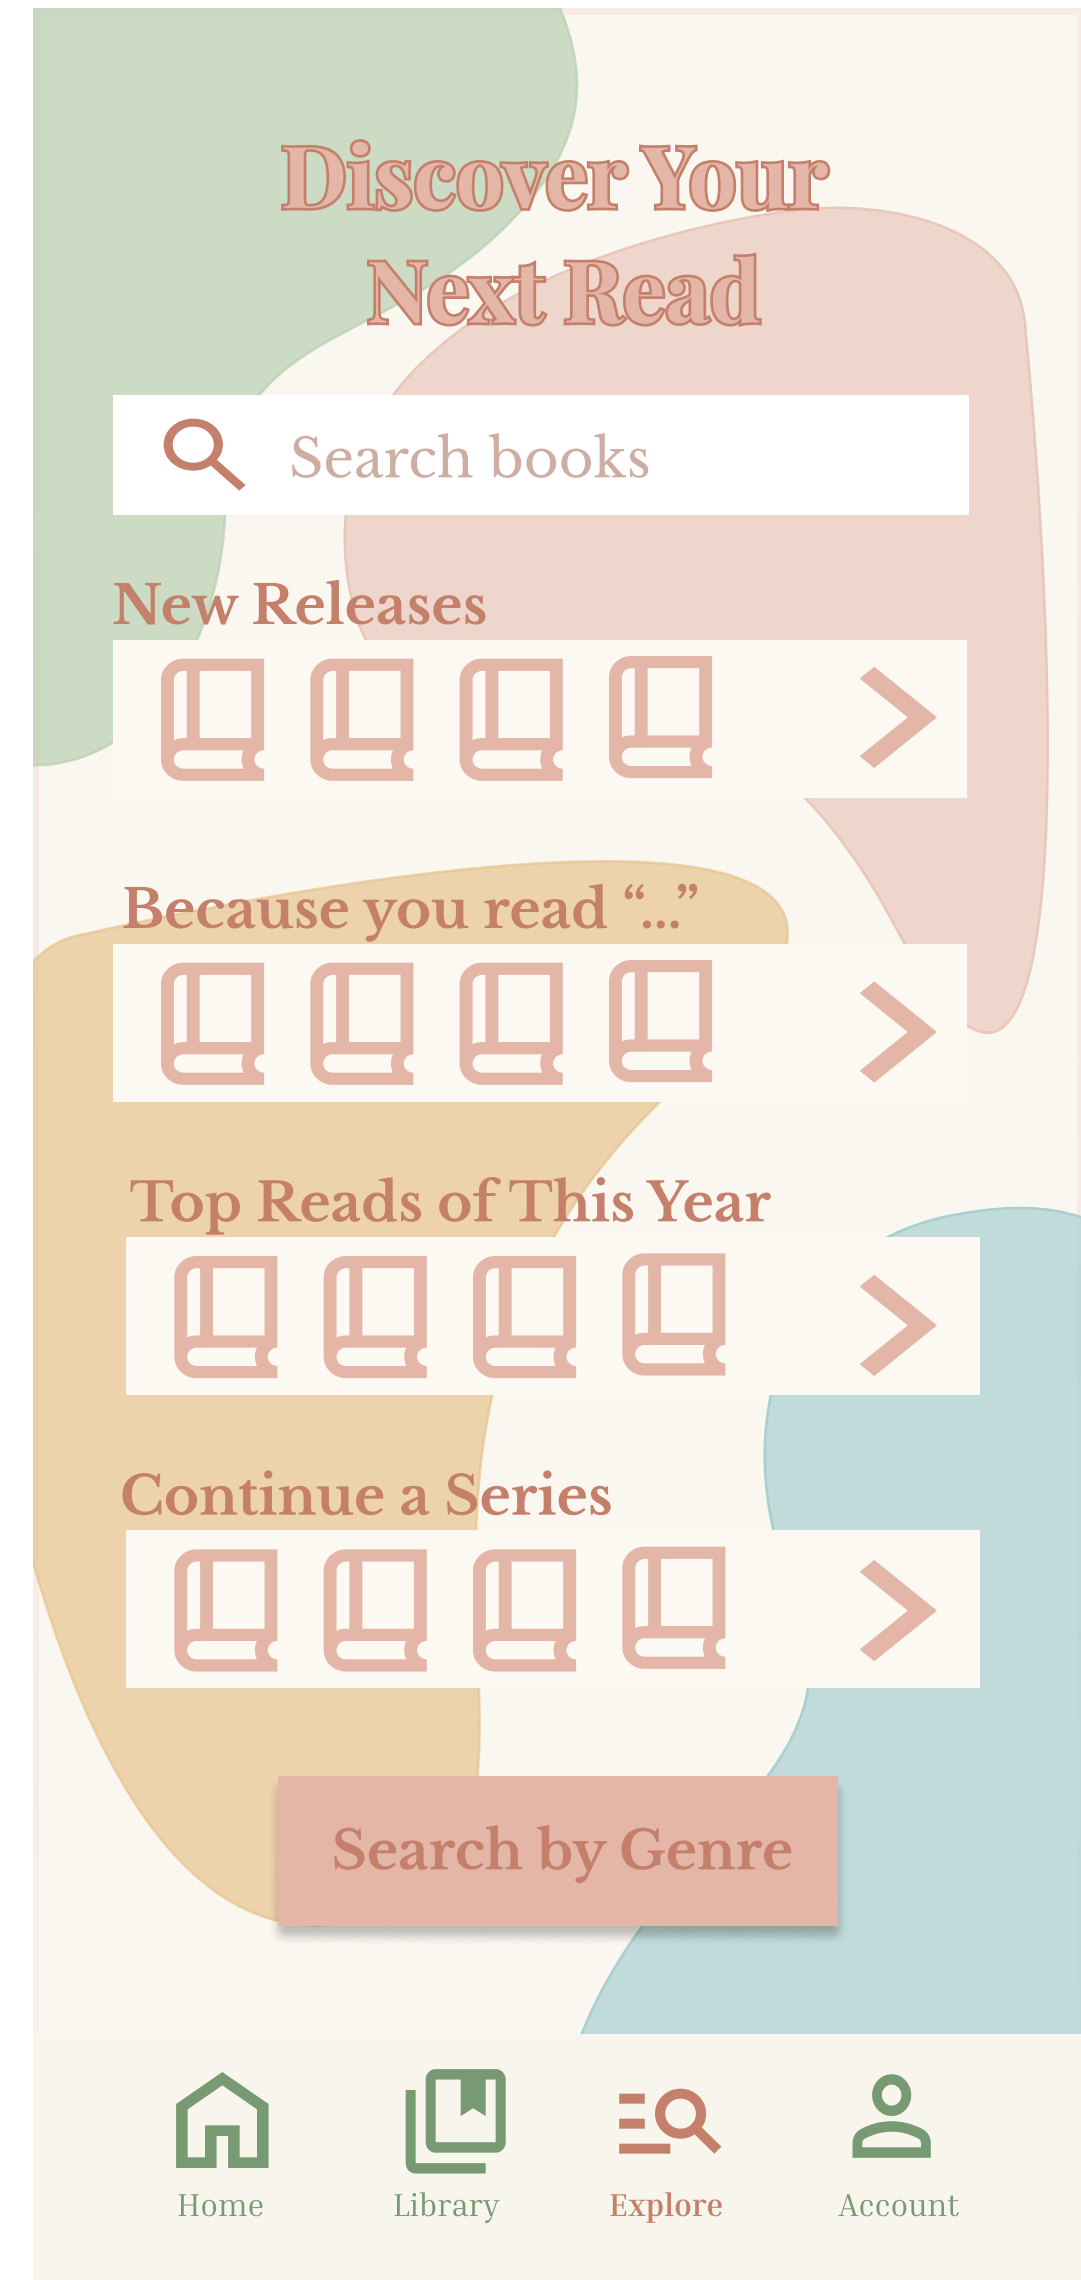 Discover Your
Next Read
Search books
New Releases
Because you read “...”
Top Reads of This Year
Continue a Series
Search by Genre
Home
Library
Explore
Account